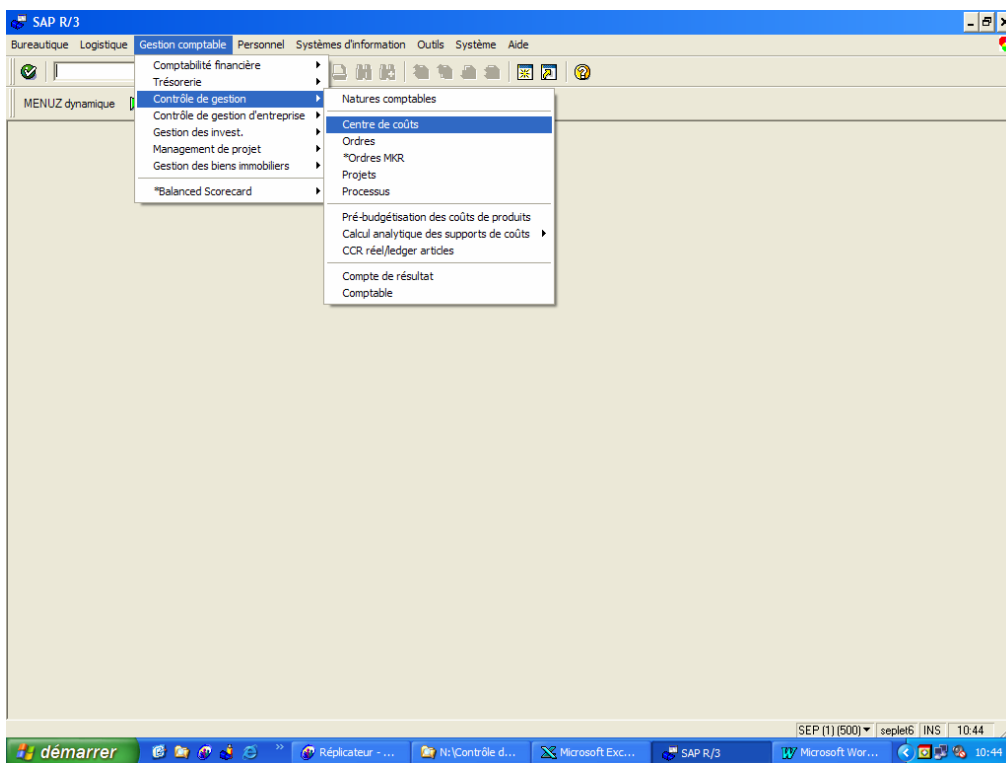 SAP R/3
Bureautique Logistique Gestion comptable Personnel Systèmes d'information Outils Système Aide
MENUZ dynamique
Comptabilité financière
Trésorerie
Contrôle de gestion
Contrôle de gestion d'entreprise
Gestion des invest.
Management de projet
Gestion des biens immobiliers
*Balanced Scorecard
Natures comptables
Centre de coûts
Ordres
*Ordres MKR
Projets
Processus
Pré-budgétisation des coûts de produits
Calcul analytique des supports de coûts
CCR réel/ledger articles
Compte de résultat
Comptable
SEP (1) (500) seplet6 INS 10:44
démarrer » Réplicateur - ... N:\Contrôle d... Microsoft Exc... SAP R/3 Microsoft Wor... 10:44